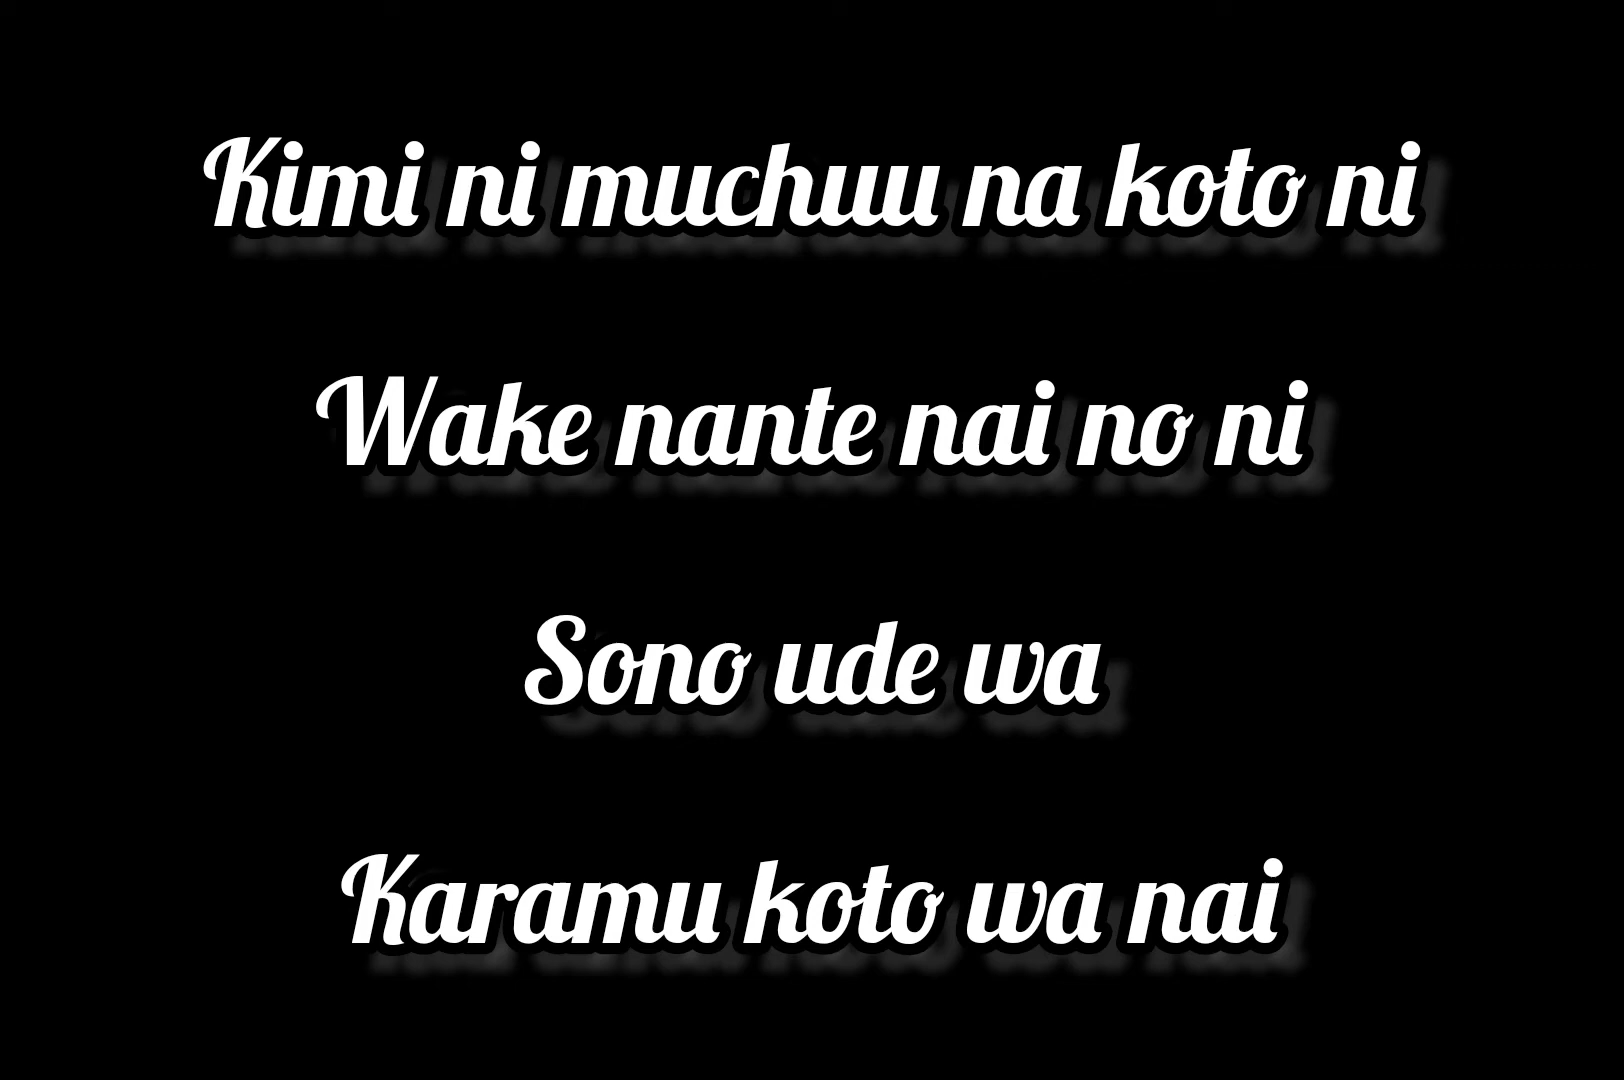 Kimi ni muchuu na koto ni
Wake nante nai no ni
Sono ude wa
Karamu koto wa nai